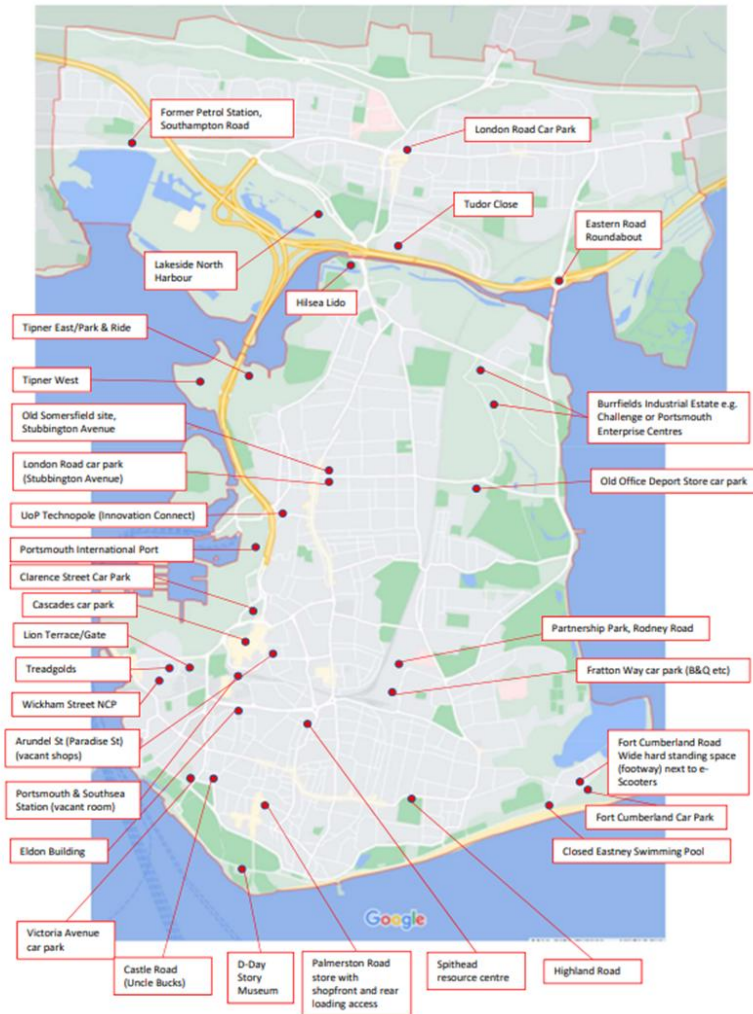 Former Petrol Station,
Southampton Road
London Road Car Park
Tudor Close
Eastern Road
Roundabout
Lakeside North
Harbour
Hilsea Lido
Tipner East/Park & Ride
Tipner West
Burrfields Industrial Estate e.g.
Challenge or Portsmouth
Enterprise Centres
Old Somersfield site,
Stubbington Avenue
London Road car park
(Stubbington Avenue)
Old Office Deport Store car park
UoP Technopole (Innovation Connect)
Portsmouth International Port
Clarence Street Car Park
Cascades car park
Lion Terrace/Gate
Partnership Park, Rodney Road
Treadgolds
Fratton Way car park (B&Q etc)
Wickham Street NCP
Arundel St (Paradise St)
(vacant shops)
Fort Cumberland Road
Wide hard standing space
(footway) next to e-
Scooters
Portsmouth & Southsea
Station (vacant room)
Fort Cumberland Car Park
Eldon Building
Closed Eastney Swimming Pool
Google
Victoria Avenue
car park
Castle Road
(Uncle Bucks)
D-Day
Story
Museum
Palmerston Road
store with
shopfront and rear
loading access
Spithead
resource centre
Highland Road